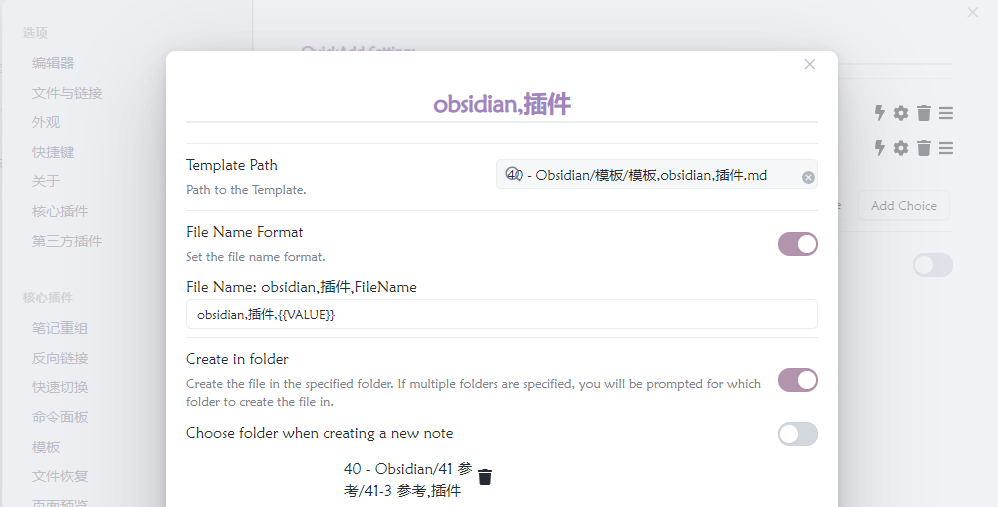 选项
编辑器
文件与链接
外观
快捷键
关于
核心插件
第三方插件
核心插件
笔记重组
反向链接
快速切换
命令面板
模板
文件恢复
页面预览
QuickAdd Settings
Add Choice
obsidian,插件
Template Path
Path to the Template.
40 - Obsidian/模板/模板,obsidian,插件.md
File Name Format
Set the file name format.
File Name: obsidian,插件,FileName
obsidian,插件,{{VALUE}}
Create in folder
Create the file in the specified folder. If multiple folders are specified, you will be prompted for which
folder to create the file in.
Choose folder when creating a new note
40 - Obsidian/41 参
考/41-3 参考,插件